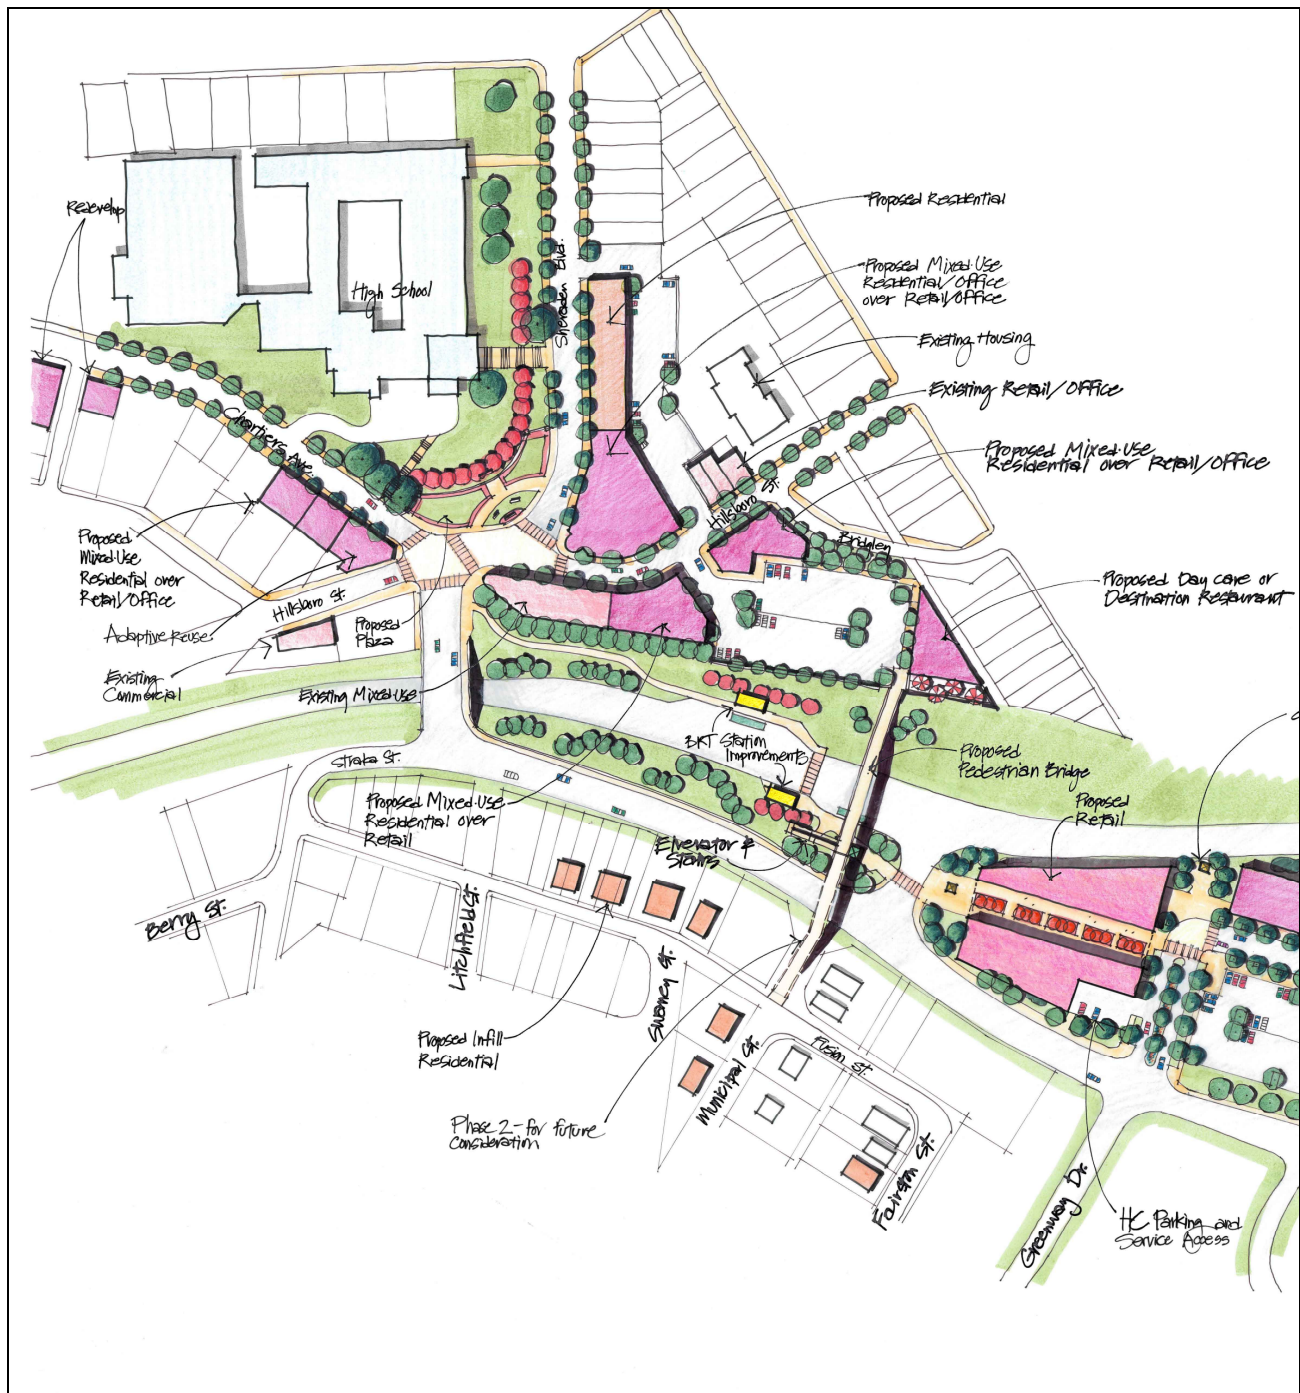 Proposed Residential
Redevelop
Sheraden Blvd.
Proposed Mixed-Use
Residential/Office
over Retail/Office
High School
Existing Housing
Existing Retail/Office
Chartiers Ave.
Proposed Mixed-Use
Residential over Retail/Office
Hillsboro St.
Bridglen
Proposed
Mixed-Use
Residential over
Retail/Office
Proposed Day care or
Destination Restaurant
Hillsboro St.
Proposed
Plaza
Adaptive Reuse
Existing
Commercial
Existing Mixed-Use
BRT Station
Improvements
Proposed
Pedestrian Bridge
Straka St.
Proposed Mixed-Use
Residential over
Retail
Proposed
Retail
Elvevator &
Stairs
Berry St.
Litchfield St.
Swaney St.
Proposed Infill
Residential
Municipal St.
Fusion St.
Phase 2 - for future
consideration
Fairston St.
Greenway Dr.
HC Parking and
Service Access